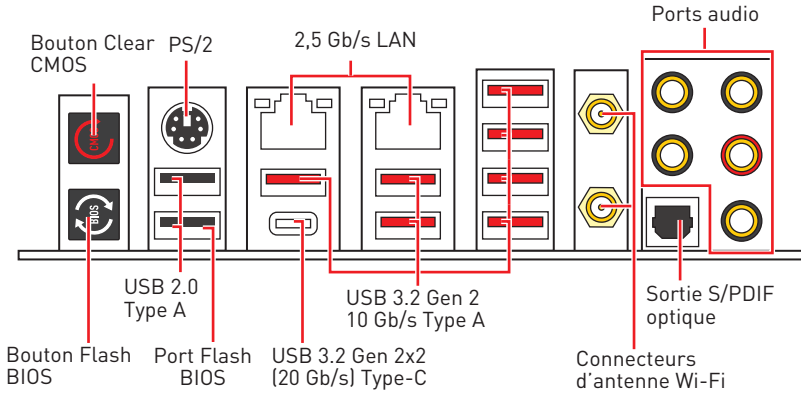 Ports audio
Bouton Clear
CMOS
PS/2
2,5 Gb/s LAN
CMOS
BIOS
USB 2.0
Type A
USB 3.2 Gen 2
10 Gb/s Type A
Sortie S/PDIF
optique
Bouton Flash
BIOS
Port Flash
BIOS
USB 3.2 Gen 2x2
(20 Gb/s) Type-C
Connecteurs
d'antenne Wi-Fi